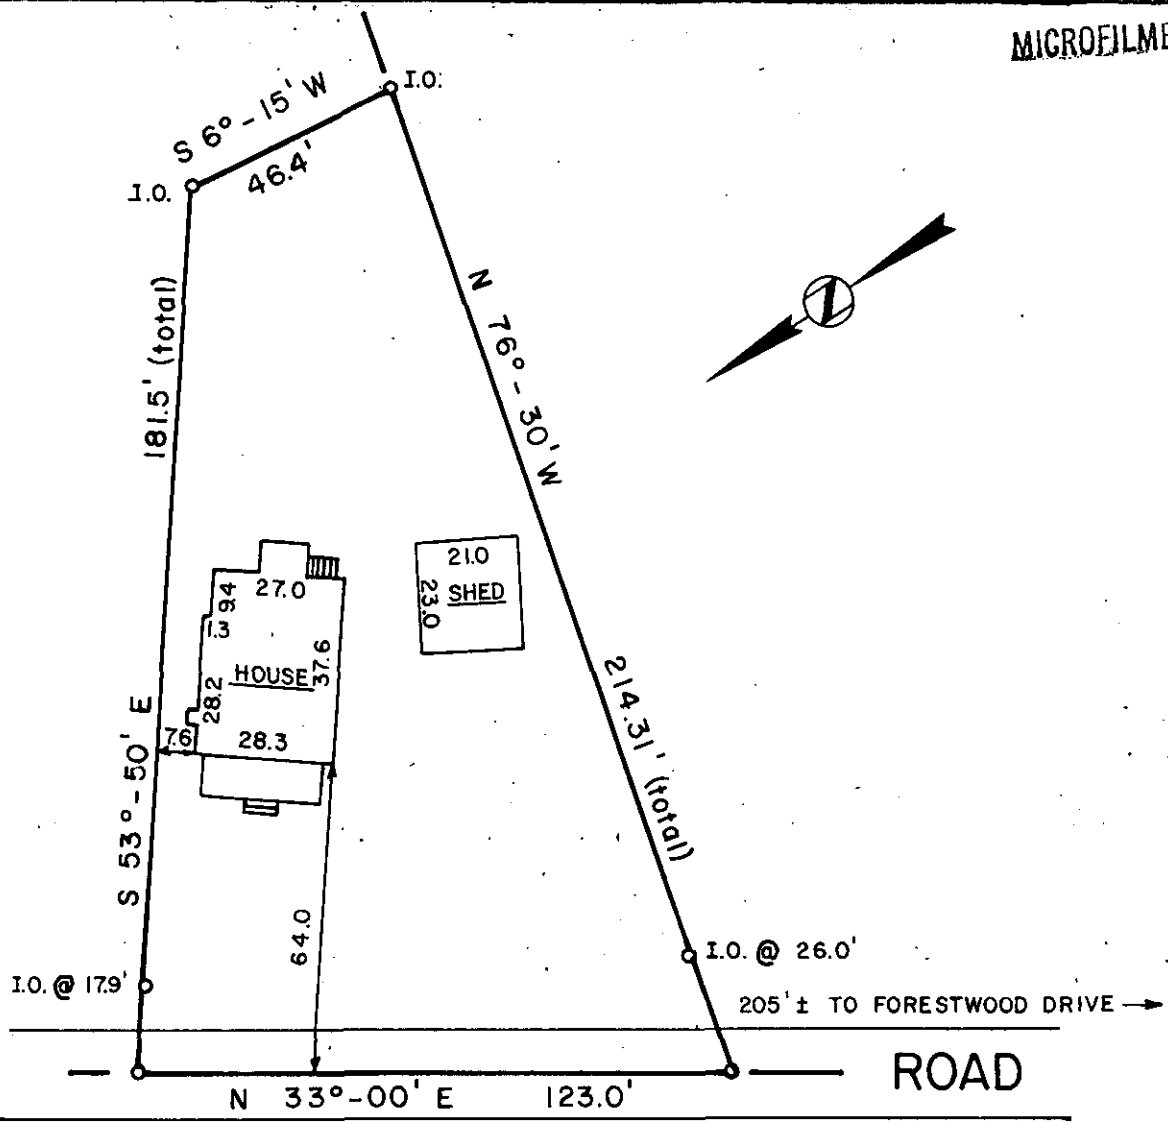 MICROFILME
I.O.
S 6°-15' W
46.4'
I.O.
181.5' (total)
N 76°-30' W
N
21.0
23.0
SHED
27.0
9.4
1.3
HOUSE
37.6
28.2
214.31' (total)
7.6
28.3
S 53°-50' E
64.0
I.O. @ 26.0'
I.O. @ 17.9'
205' ± TO FORESTWOOD DRIVE
ROAD
N 33°-00' E 123.0'